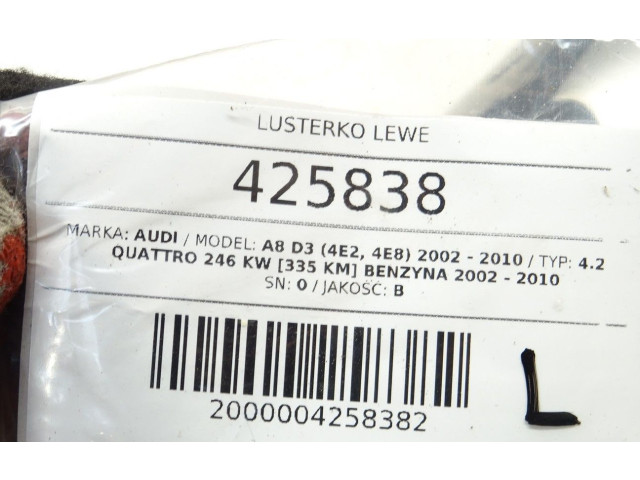 LUSTERKO LEWE
425838
MARKA: AUDI / MODEL: A8 D3 (4E2, 4E8) 2002 - 2010 / TYP: 4.2
QUATTRO 246 KW [335 KM] BENZYNA 2002 - 2010
SN: 0 / JAKOŚĆ: B
2000004258382
L